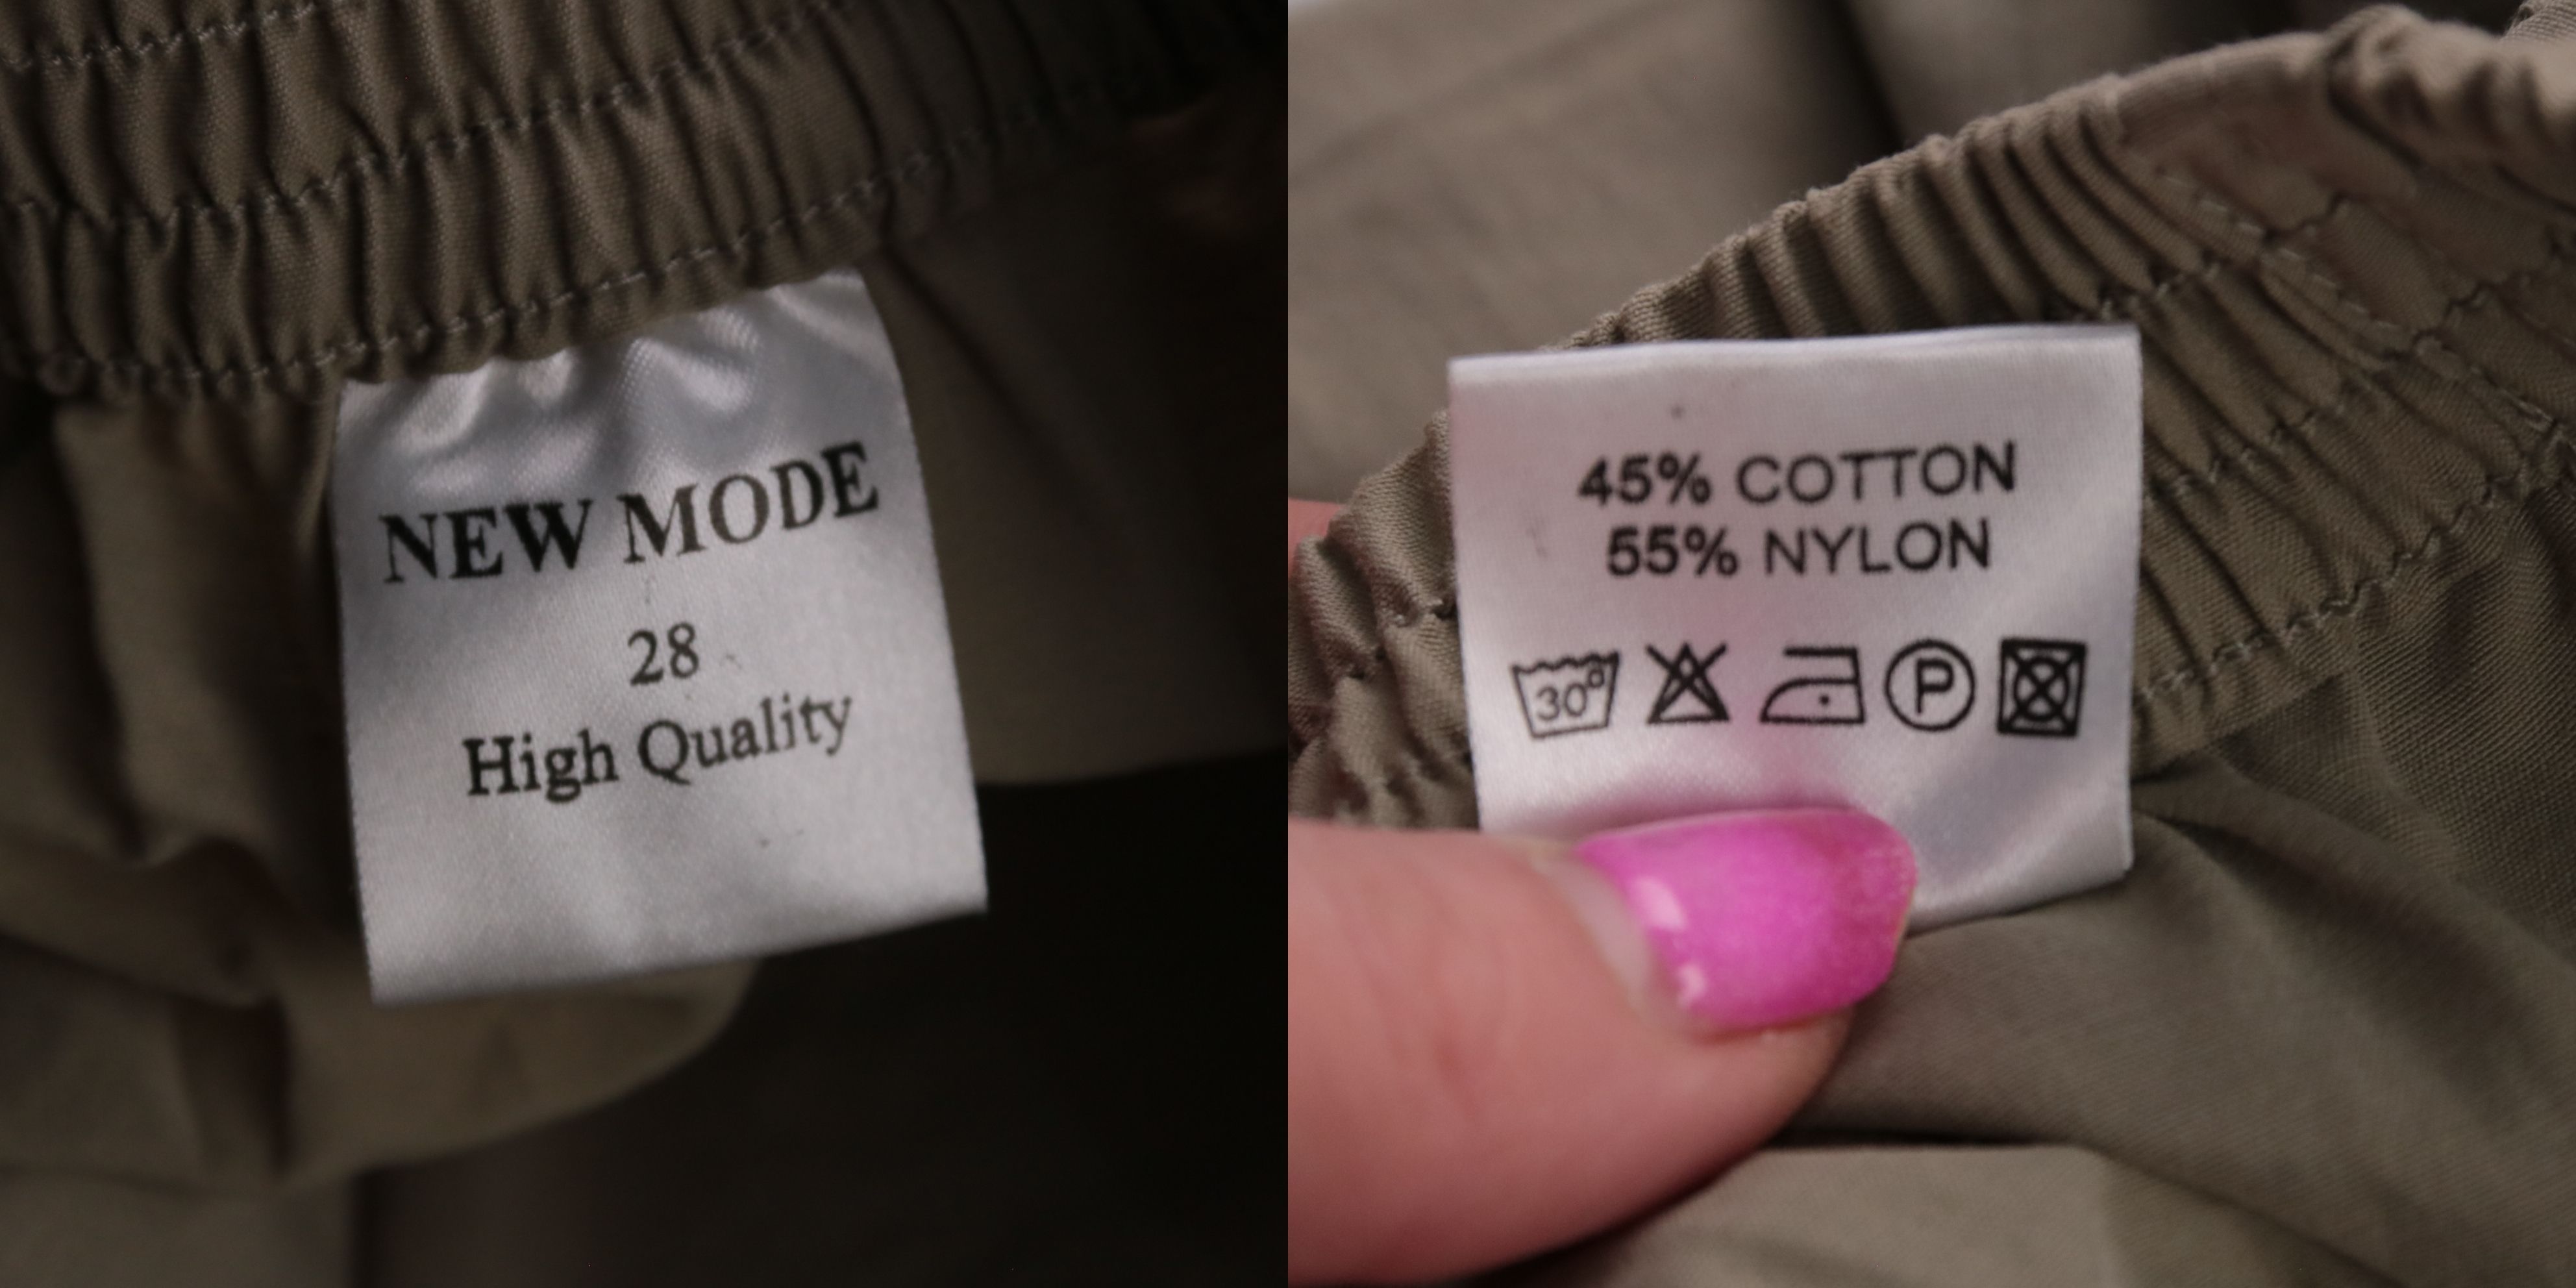 NEW MODE
28
High Quality
45% COTTON
55% NYLON
30°
P